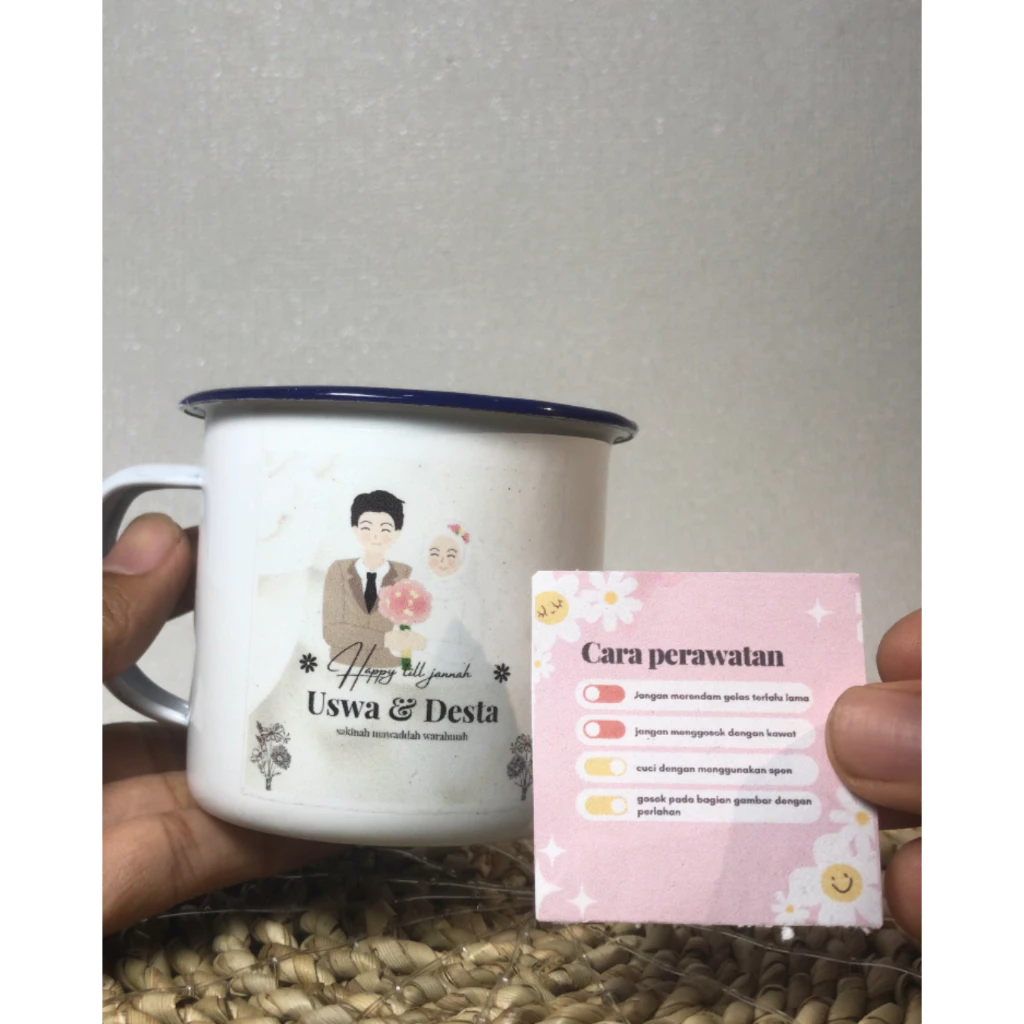 Happy till jannah
Uswa & Desta
sakinah mawaddah warahmah
Cara perawatan
Jangan merendam gelas terlalu lama
jangan menggosok dengan kawat
cuci dengan menggunakan spon
gosok pada bagian gambar dengan
perlahan